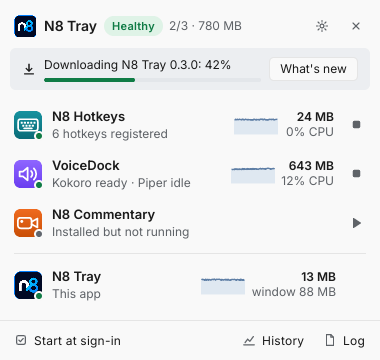 N8 Tray Healthy 2/3 · 780 MB
Downloading N8 Tray 0.3.0: 42% What's new
N8 Hotkeys 24 MB
6 hotkeys registered 0% CPU
VoiceDock 643 MB
Kokoro ready · Piper idle 12% CPU
N8 Commentary
Installed but not running
N8 Tray 13 MB
This app window 88 MB
Start at sign-in History Log